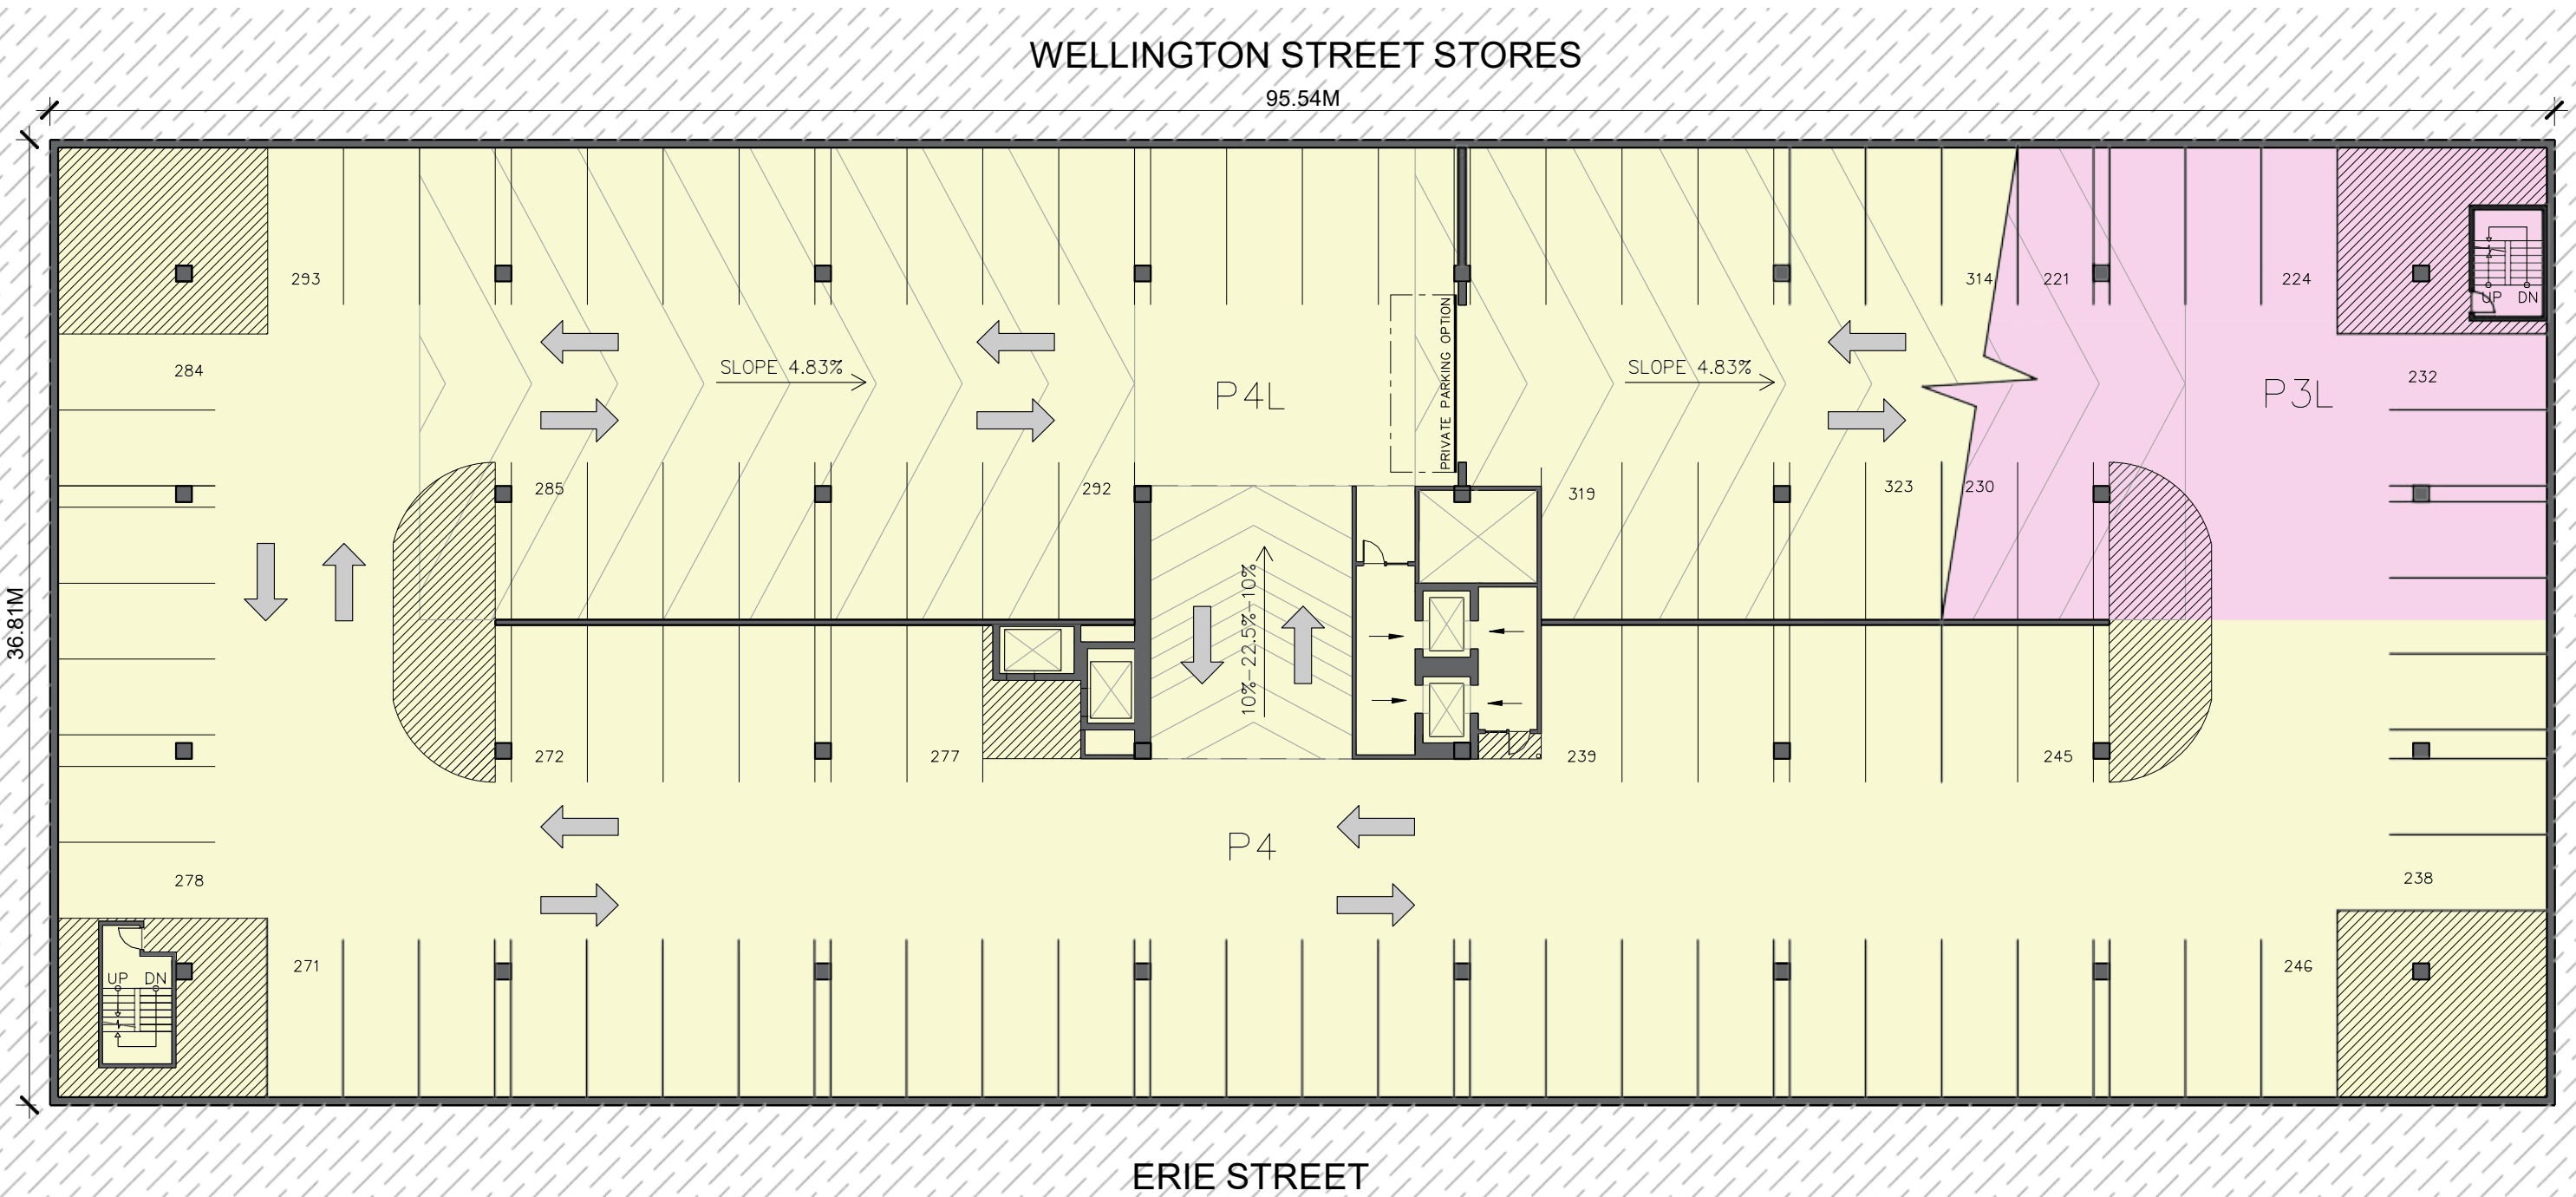 WELLINGTON STREET STORES
95.54M
36.81M
293
314
221
224
UP
DN
284
SLOPE 4.83%
P4L
PRIVATE PARKING OPTION
SLOPE 4.83%
P3L
232
285
292
319
323
230
10%-22.5%-10%
272
277
239
245
P4
278
238
271
246
UP
DN
ERIE STREET